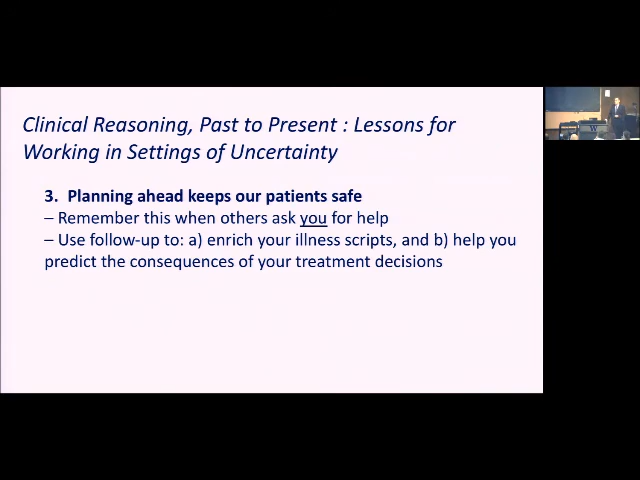 Clinical Reasoning, Past to Present : Lessons for
Working in Settings of Uncertainty
3. Planning ahead keeps our patients safe
– Remember this when others ask you for help
– Use follow-up to: a) enrich your illness scripts, and b) help you
predict the consequences of your treatment decisions